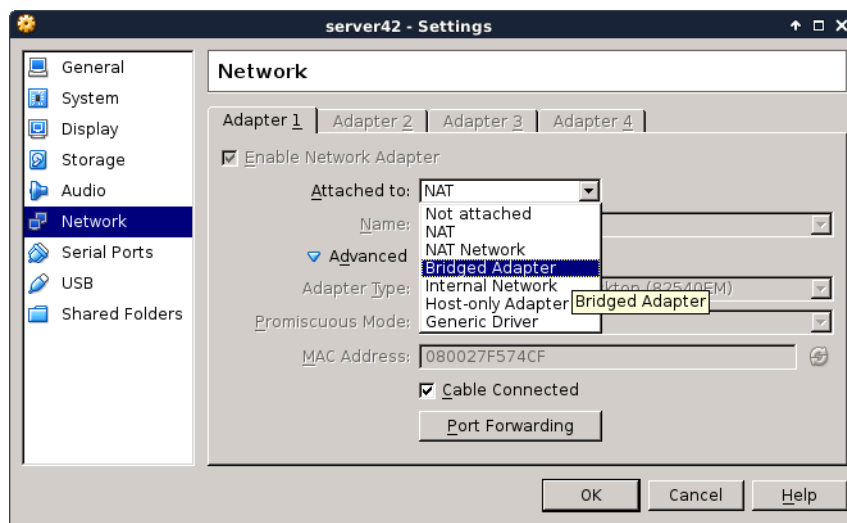 server42 - Settings
General
System
Display
Storage
Audio
Network
Serial Ports
USB
Shared Folders
Network
Adapter 1
Adapter 2
Adapter 3
Adapter 4
Enable Network Adapter
Attached to: NAT
Not attached
NAT
NAT Network
Bridged Adapter
Internal Network
Host-only Adapter
Generic Driver
Bridged Adapter
Name:
Advanced
Adapter Type: (82540EM)
Promiscuous Mode:
MAC Address: 080027F574CF
Cable Connected
Port Forwarding
OK Cancel Help